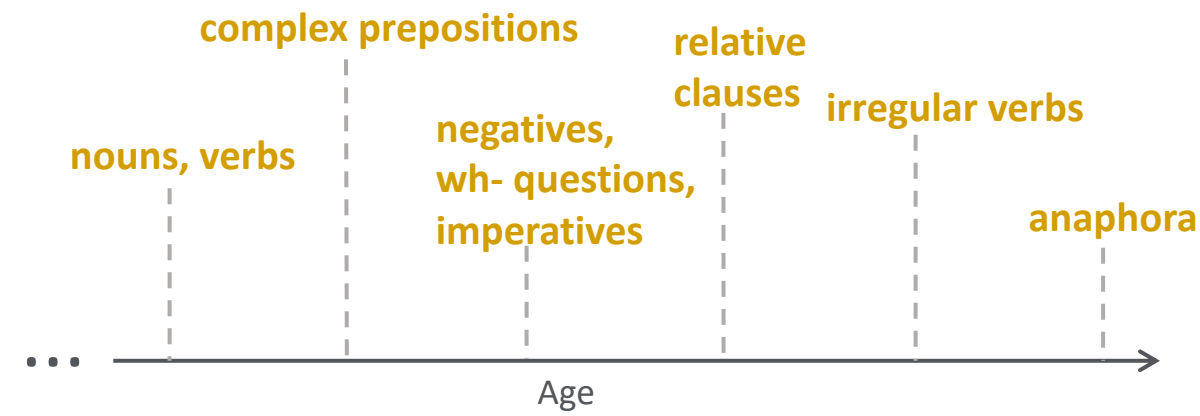 complex prepositions
relative
clauses
irregular verbs
negatives,
wh- questions,
imperatives
nouns, verbs
anaphora
...
Age